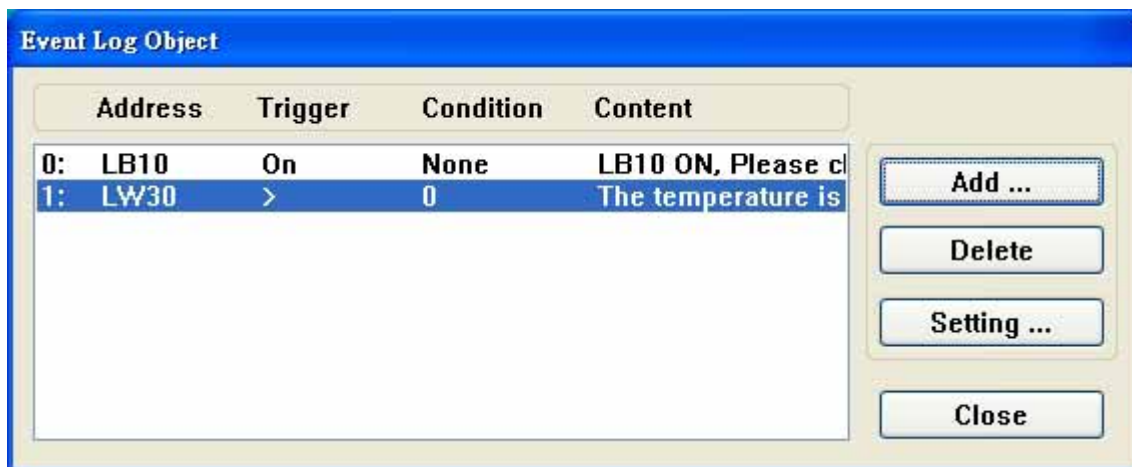 Event Log Object
Address Trigger Condition Content
0: LB10 On None LB10 ON, Please
1: LW30 > 0 The temperature is
Add ...
Delete
Setting ...
Close